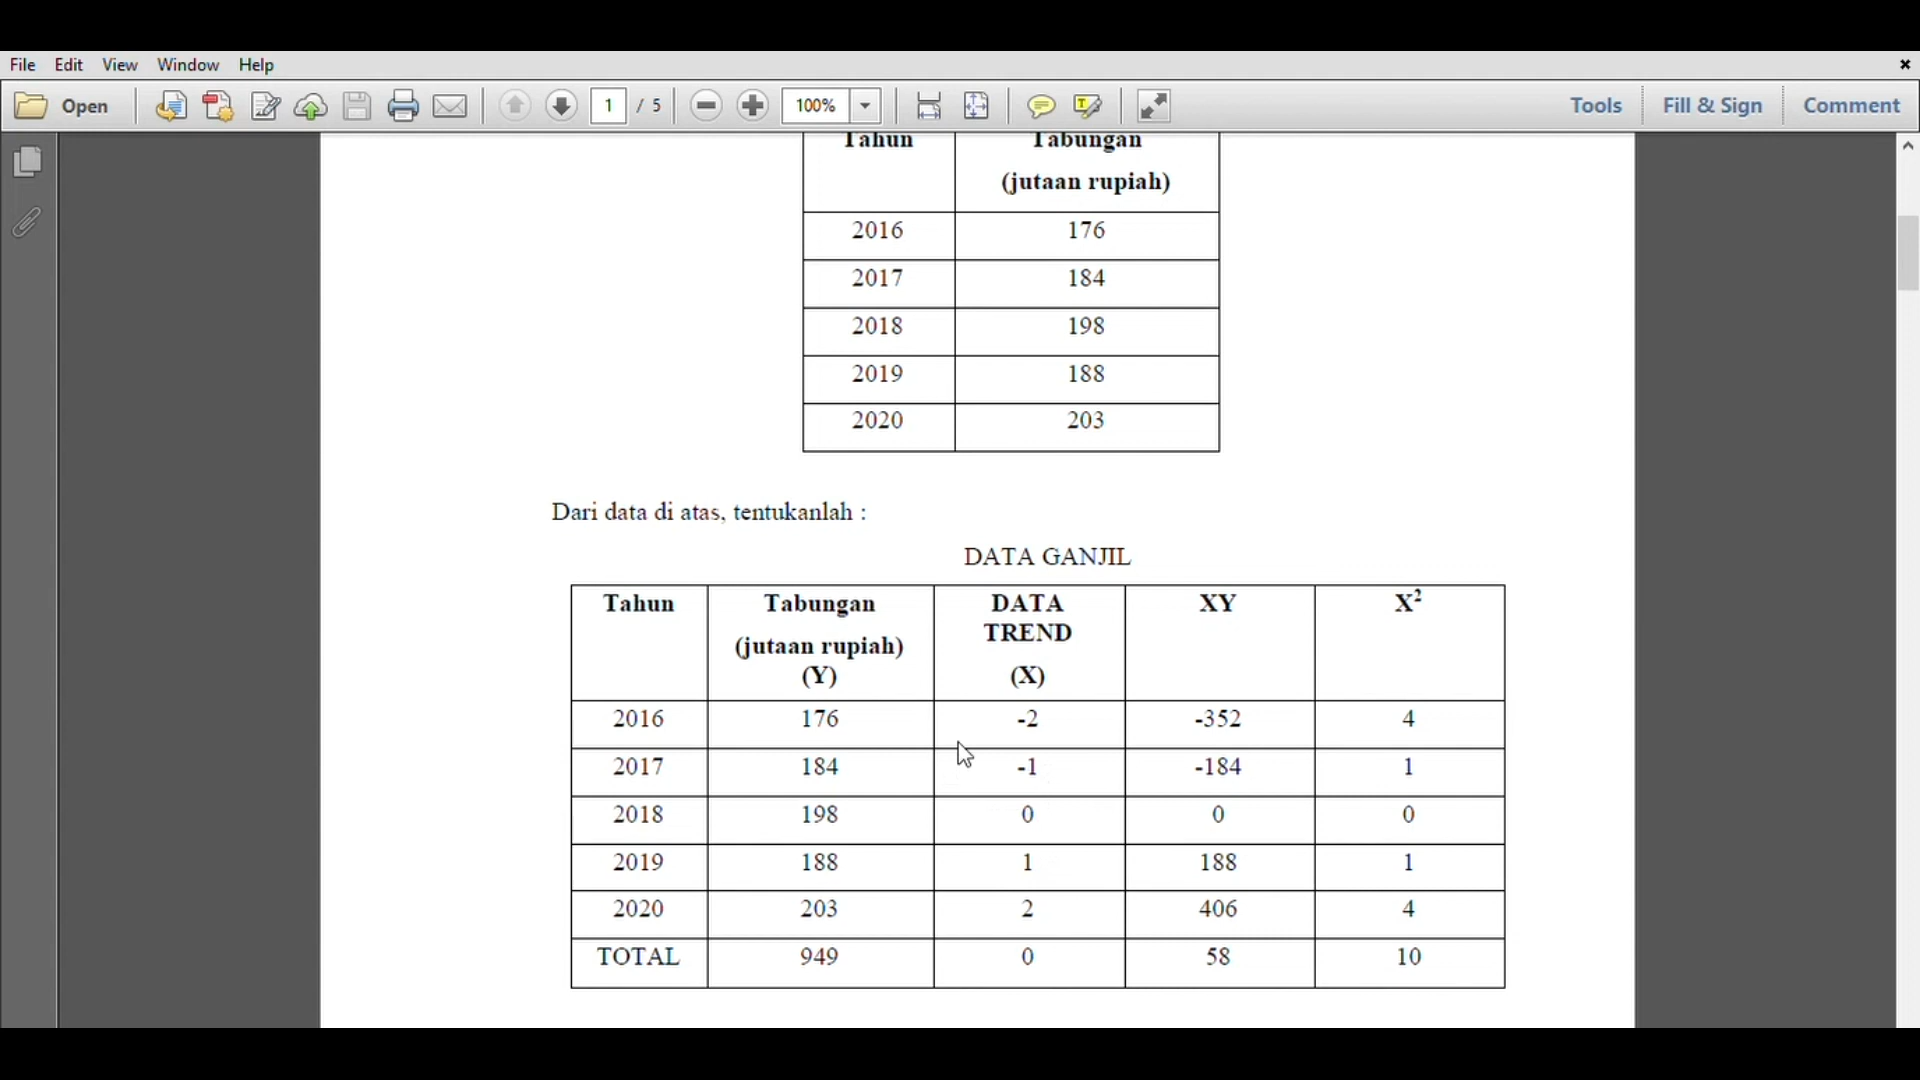 File Edit View Window Help
Open 1 / 5 100% Tools Fill & Sign Comment
Tahun Tabungan
(jutaan rupiah)
2016 176
2017 184
2018 198
2019 188
2020 203
Dari data di atas, tentukanlah :
DATA GANJIL
Tahun Tabungan (jutaan rupiah) (Y) DATA TREND (X) XY X²
2016 176 -2 -352 4
2017 184 -1 -184 1
2018 198 0 0 0
2019 188 1 188 1
2020 203 2 406 4
TOTAL 949 0 58 10